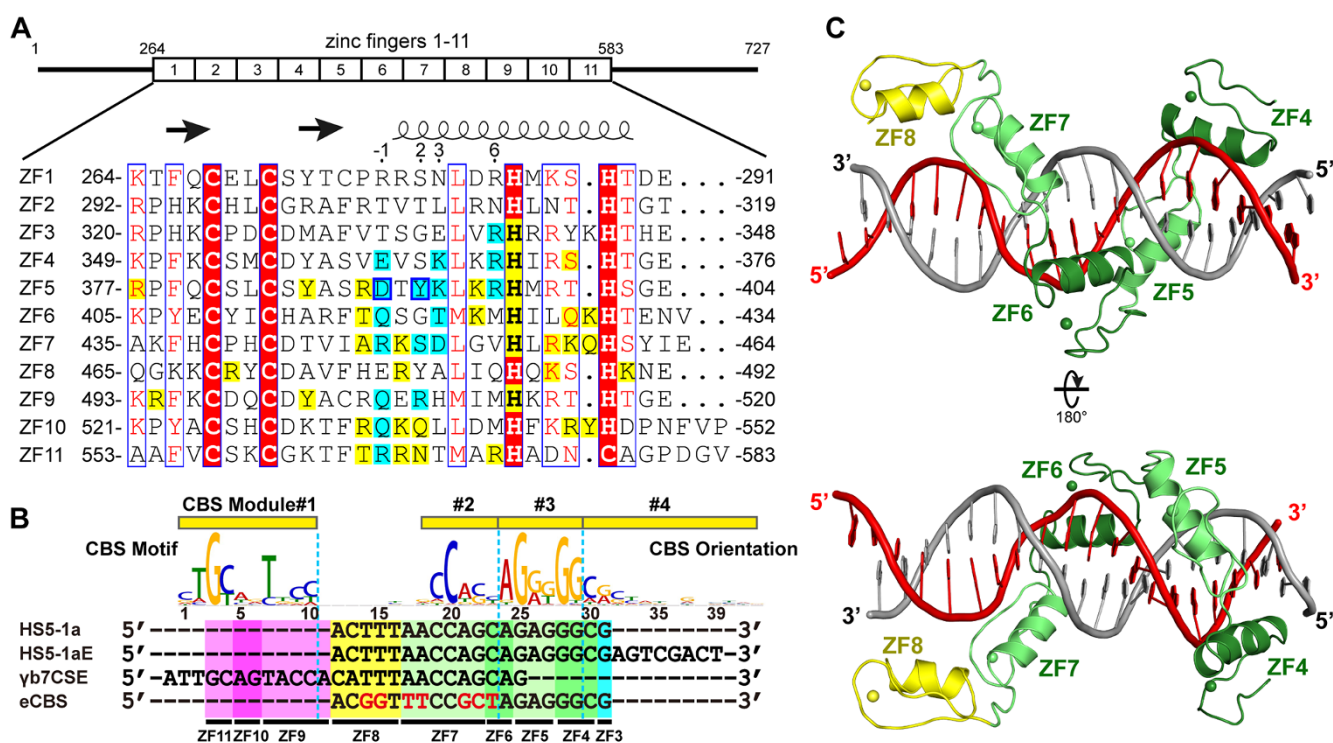 A
zinc fingers 1-11
1 264 583 727
1 2 3 4 5 6 7 8 9 10 11
-1 2 3 6
ZF1 264- KTFQCELCSYTCPRRSNLDRHMKS.HTDE... -291
ZF2 292- RPHKCHLCGRAFRTVTLLRNHLNT.HTGT... -319
ZF3 320- RPHKCPDCDMAFVTSGELVRHRRYKHTHE... -348
ZF4 349- KPFKCSMCDYASVEVSKLKRHIRS.HTGE... -376
ZF5 377- RPFQCSLCSYASRDTYKLKRHMRT.HSGE... -404
ZF6 405- KPYECYICHARFTQSGTMKMHILQKHTENV.. -434
ZF7 435- AKFHCPHCDTVIARKSDLGVHLRKQHSYIE.. -464
ZF8 465- QGKKCRYCDAVFHERYALIQHQKS.HKNE... -492
ZF9 493- KRFKCDQCDYACRQERHMIMHKRT.HTGE... -520
ZF10 521- KPYACSHCDKTFRQKQLLDMHFKRYHDPNFVP -552
ZF11 553- AAFVCSKCGKTFTRRNTMARHADN.CAGPDGV -583
B
CBS Module#1 #2 #3 #4
CBS Motif CBS Orientation
1 5 10 15 20 25 30 35 39
HS5-1a 5′-----------ACTTTAACCAGCAGAGGGCG---------3′
HS5-1aE 5′-----------ACTTTAACCAGCAGAGGGCGAGTCGACT-3′
γb7CSE 5′-ATTGCAGTACCACATTTAACCAGCAG---------------3′
eCBS 5′-----------ACGGTTTCCGCTAGAGGGCG---------3′
ZF11 ZF10 ZF9 ZF8 ZF7 ZF6 ZF5 ZF4 ZF3
C
ZF8
ZF7
ZF4
3′
5′
5′
3′
ZF6
ZF5
180°
ZF6
ZF5
5′
3′
3′
5′
ZF8
ZF7
ZF4